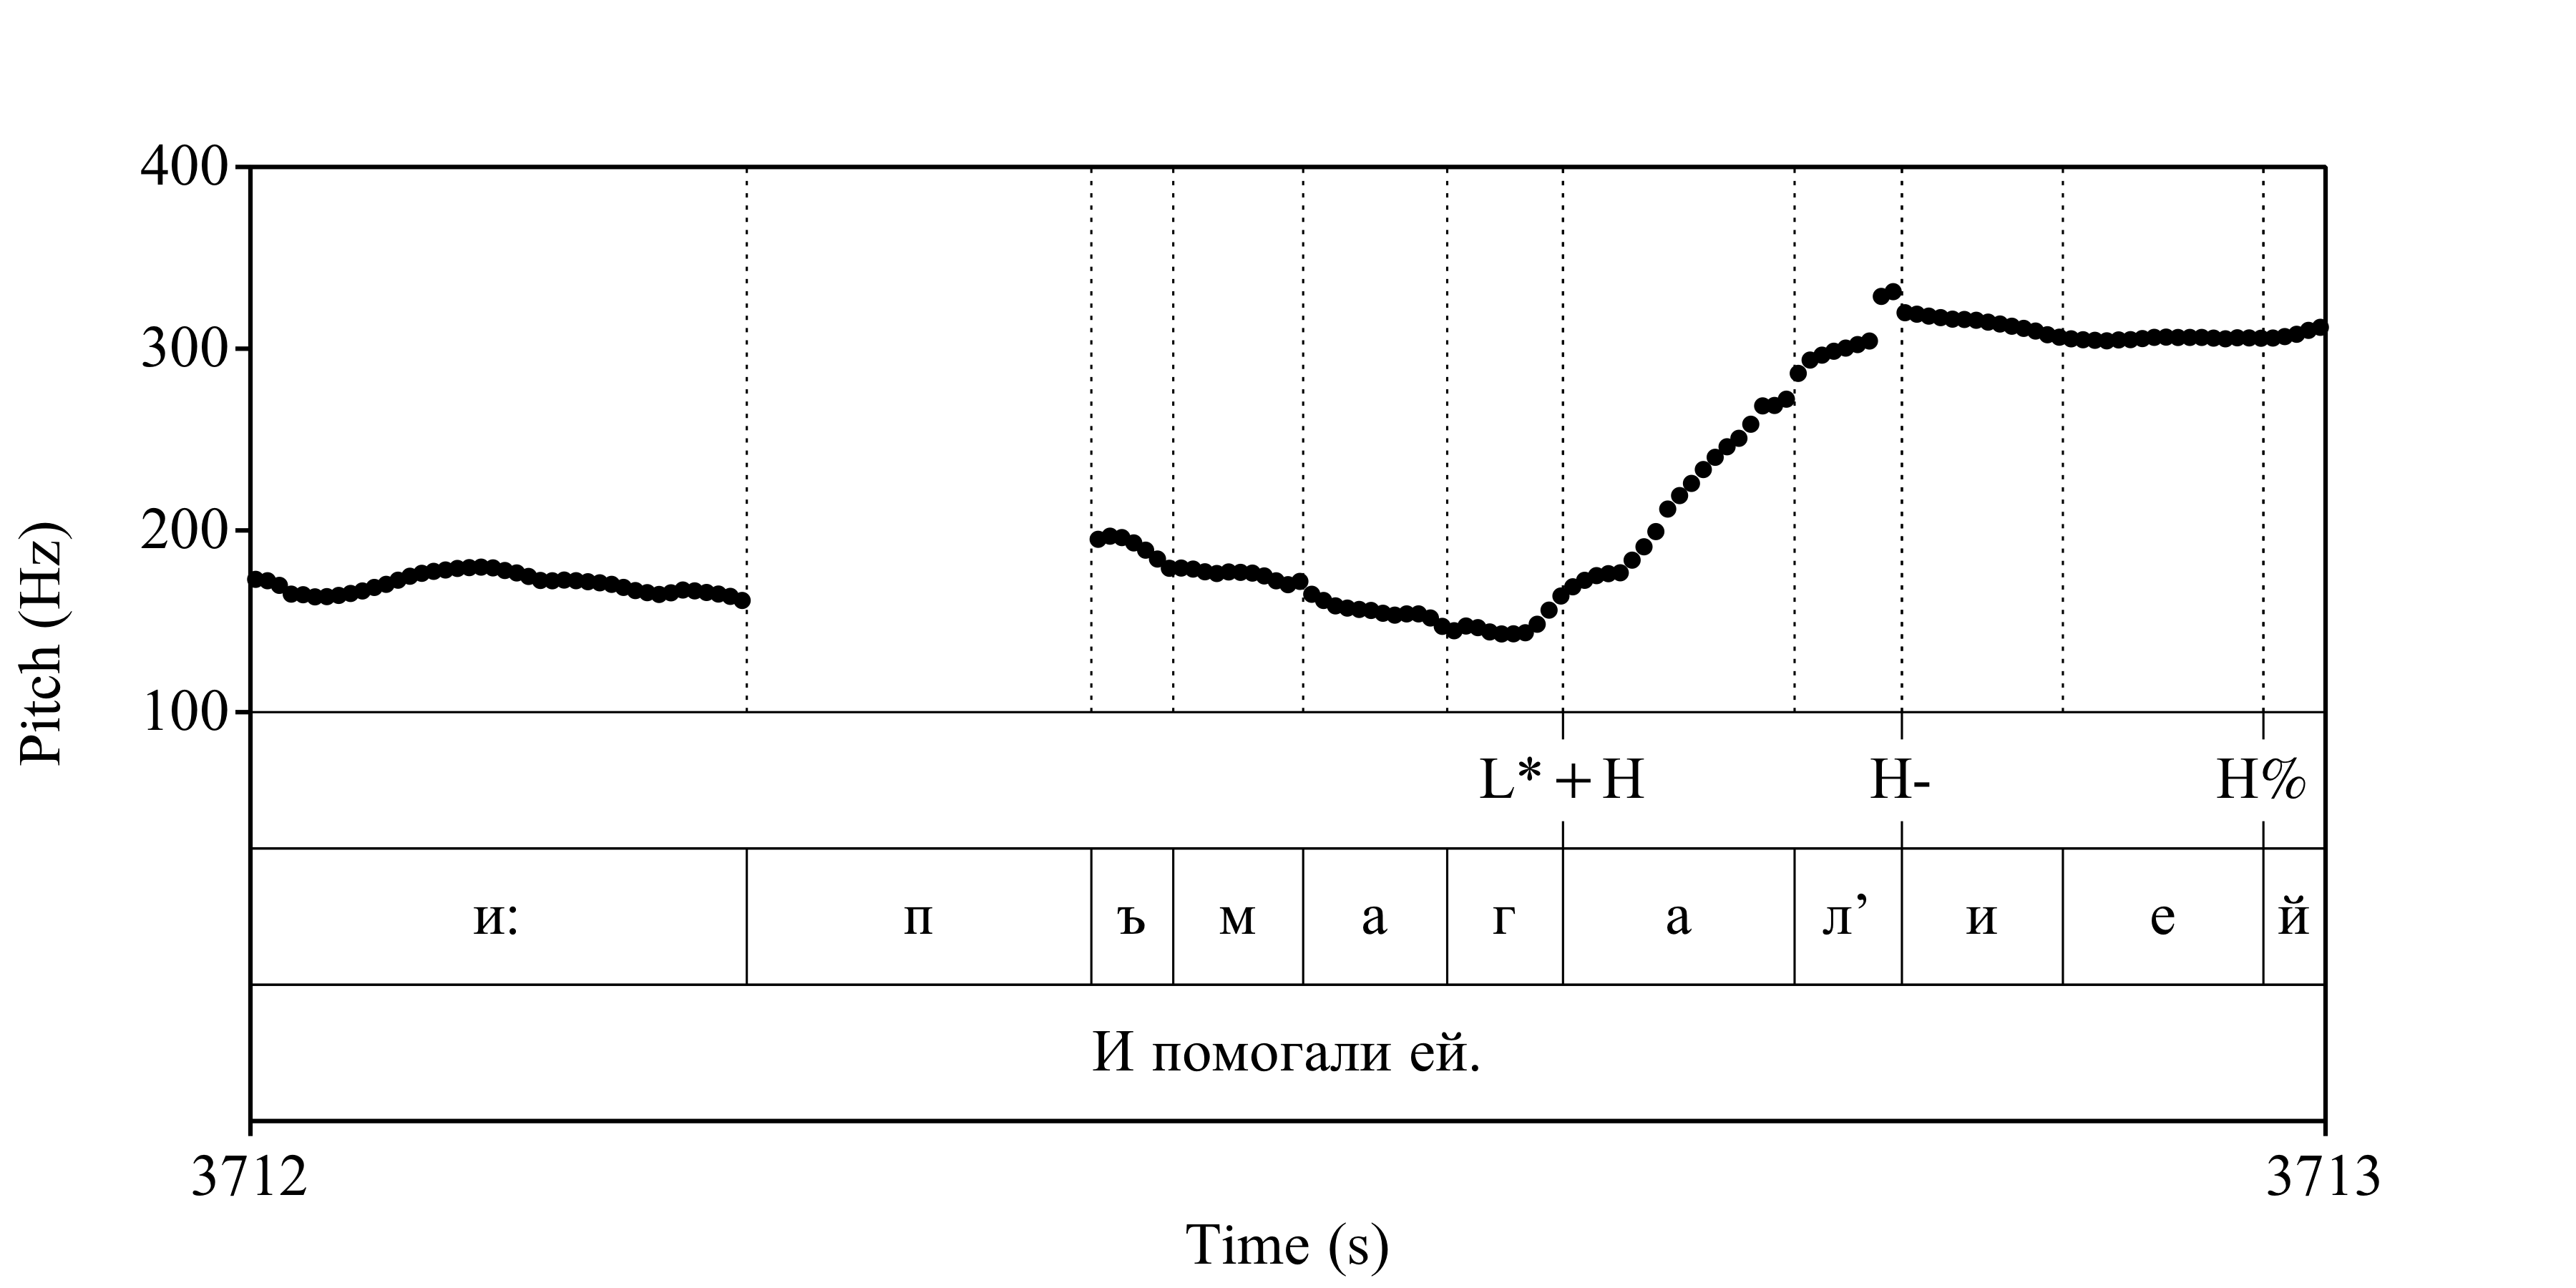 400
300
200
100
Pitch (Hz)
L* + H H- H%
и: п ъ м а г а л’ и е й
И помогали ей.
3712 3713
Time (s)